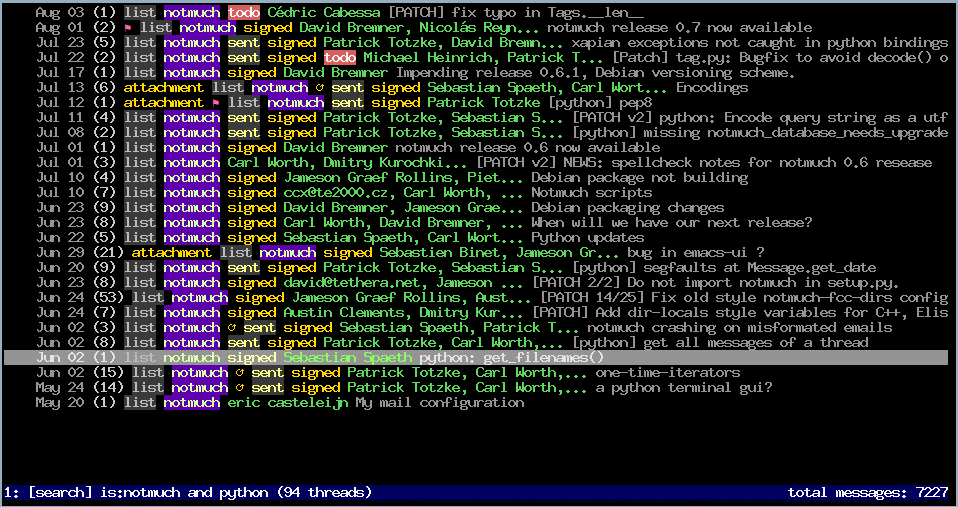 Aug 03 (1) list notmuch todo Cédric Cabessa [PATCH] fix typo in Tags.__len__
Aug 01 (2) ⚑ list notmuch signed David Bremner, Nicolás Reyn... notmuch release 0.7 now available
Jul 23 (5) list notmuch sent signed Patrick Totzke, David Bremn... xapian exceptions not caught in python bindings
Jul 22 (2) list notmuch sent signed todo Michael Heinrich, Patrick T... [Patch] tag.py: Bugfix to avoid decode() o
Jul 17 (1) list notmuch signed David Bremner Impending release 0.6.1, Debian versioning scheme.
Jul 13 (6) attachment list notmuch ⟳ sent signed Sebastian Spaeth, Carl Wort... Encodings
Jul 12 (1) attachment ⚑ list notmuch sent signed Patrick Totzke [python] pep8
Jul 11 (4) list notmuch sent signed Patrick Totzke, Sebastian S... [PATCH v2] python: Encode query string as a utf
Jul 08 (2) list notmuch sent signed Patrick Totzke, Sebastian S... [python] missing notmuch_database_needs_upgrade
Jul 01 (1) list notmuch signed David Bremner notmuch release 0.6 now available
Jul 01 (3) list notmuch Carl Worth, Dmitry Kurochki... [PATCH v2] NEWS: spellcheck notes for notmuch 0.6 resease
Jun 10 (4) list notmuch signed Jameson Graef Rollins, Piet... Debian package not building
Jun 10 (7) list notmuch signed ccx@te2000.cz, Carl Worth, ... Notmuch scripts
Jun 23 (9) list notmuch signed David Bremner, Jameson Grae... Debian packaging changes
Jun 23 (8) list notmuch signed Carl Worth, David Bremner, ... When will we have our next release?
Jun 22 (5) list notmuch signed Sebastian Spaeth, Carl Wort... Python updates
Jun 29 (21) attachment list notmuch signed Sebastien Binet, Jameson Gr... bug in emacs-ui ?
Jun 20 (9) list notmuch sent signed Patrick Totzke, Sebastian S... [python] segfaults at Message.get_date
Jun 23 (8) list notmuch signed david@tethera.net, Jameson ... [PATCH 2/2] Do not import notmuch in setup.py.
Jun 24 (53) list notmuch signed Jameson Graef Rollins, Aust... [PATCH 14/25] Fix old style notmuch-fcc-dirs config
Jun 24 (7) list notmuch signed Austin Clements, Dmitry Kur... [PATCH] Add dir-locals style variables for C++, Elis
Jun 02 (3) list notmuch ⟳ sent signed Sebastian Spaeth, Patrick T... notmuch crashing on misformated emails
Jun 02 (8) list notmuch sent signed Patrick Totzke, Carl Worth,... [python] get all messages of a thread
Jun 02 (1) list notmuch signed Sebastian Spaeth python: get_filenames()
Jun 02 (15) list notmuch ⟳ sent signed Patrick Totzke, Carl Worth,... one-time-iterators
May 24 (14) list notmuch ⟳ sent signed Patrick Totzke, Carl Worth,... a python terminal gui?
May 20 (1) list notmuch eric casteleijn My mail configuration
1: [search] is:notmuch and python (94 threads) total messages: 7227